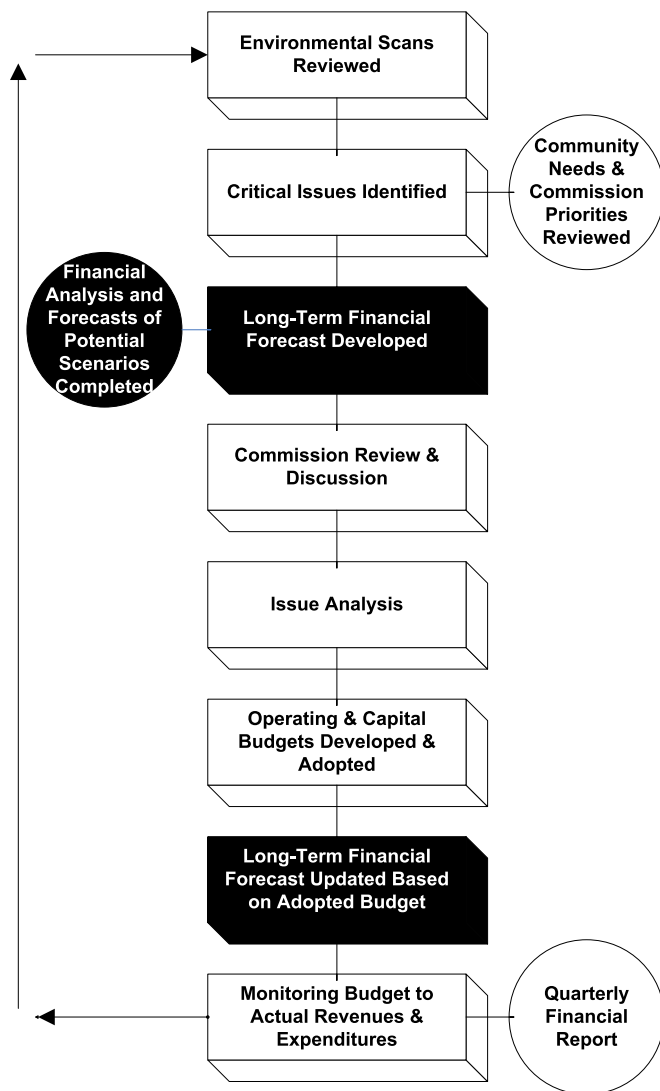 Environmental Scans
Reviewed
Critical Issues Identified
Community
Needs &
Commission
Priorities
Reviewed
Financial
Analysis and
Forecasts of
Potential
Scenarios
Completed
Long-Term Financial
Forecast Developed
Commission Review &
Discussion
Issue Analysis
Operating & Capital
Budgets Developed &
Adopted
Long-Term Financial
Forecast Updated Based
on Adopted Budget
Monitoring Budget to
Actual Revenues &
Expenditures
Quarterly
Financial
Report